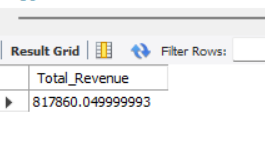 Result Grid Filter Rows:
Total_Revenue
817860.049999993